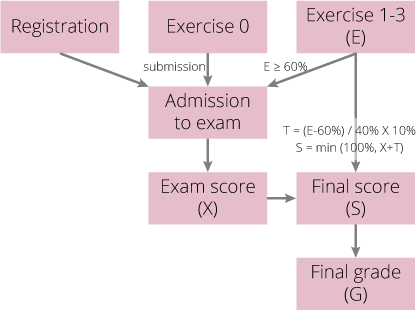 Registration
Exercise 0
Exercise 1-3
(E)
submission
E ≥ 60%
Admission
to exam
T = (E-60%) / 40% X 10%
S = min (100%, X+T)
Exam score
(X)
Final score
(S)
Final grade
(G)